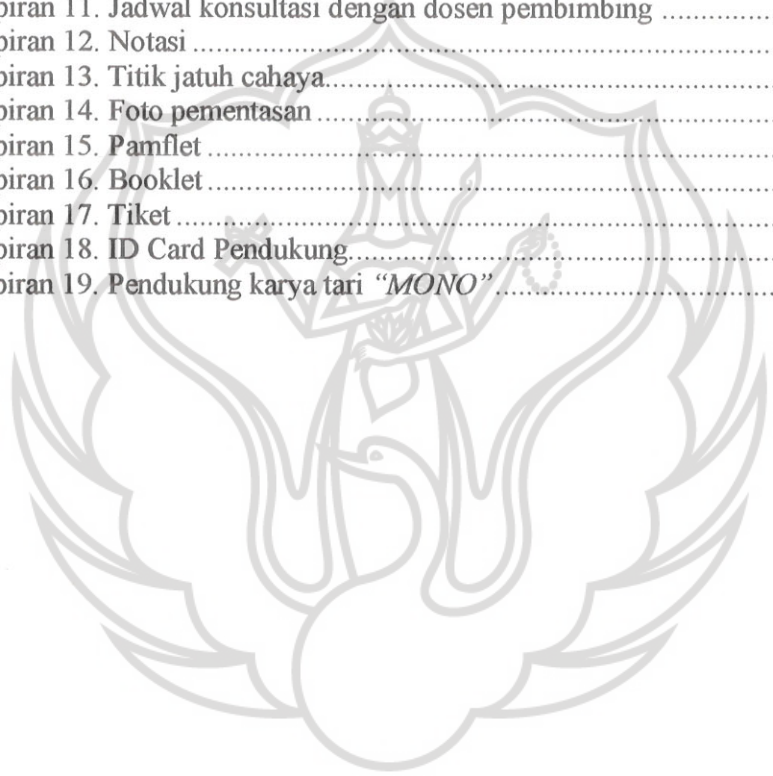 piran 11. Jadwal konsultasi dengan dosen pembimbing ................
piran 12. Notasi ................................................................................
piran 13. Titik jatuh cahaya..............................................................
piran 14. Foto pementasan ...............................................................
piran 15. Pamflet ..............................................................................
piran 16. Booklet ..............................................................................
piran 17. Tiket ..................................................................................
piran 18. ID Card Pendukung...........................................................
piran 19. Pendukung karya tari “MONO”.......................................